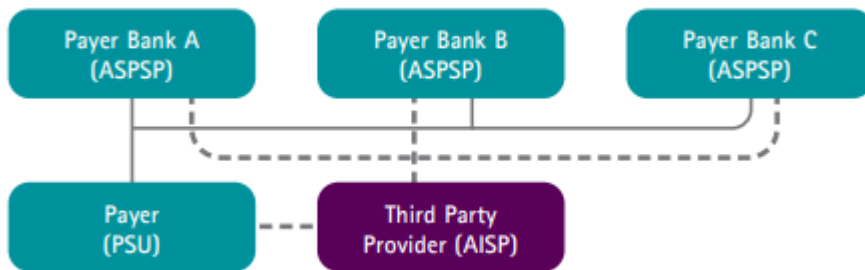 Payer Bank A
(ASPSP)
Payer Bank B
(ASPSP)
Payer Bank C
(ASPSP)
Payer
(PSU)
Third Party
Provider (AISP)